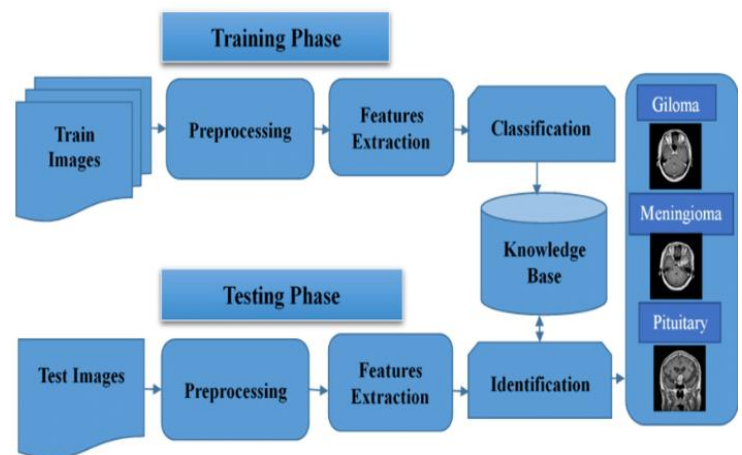 Training Phase
Train
Images
Preprocessing
Features
Extraction
Classification
Knowledge
Base
Testing Phase
Test Images
Preprocessing
Features
Extraction
Identification
Giloma
Meningioma
Pituitary